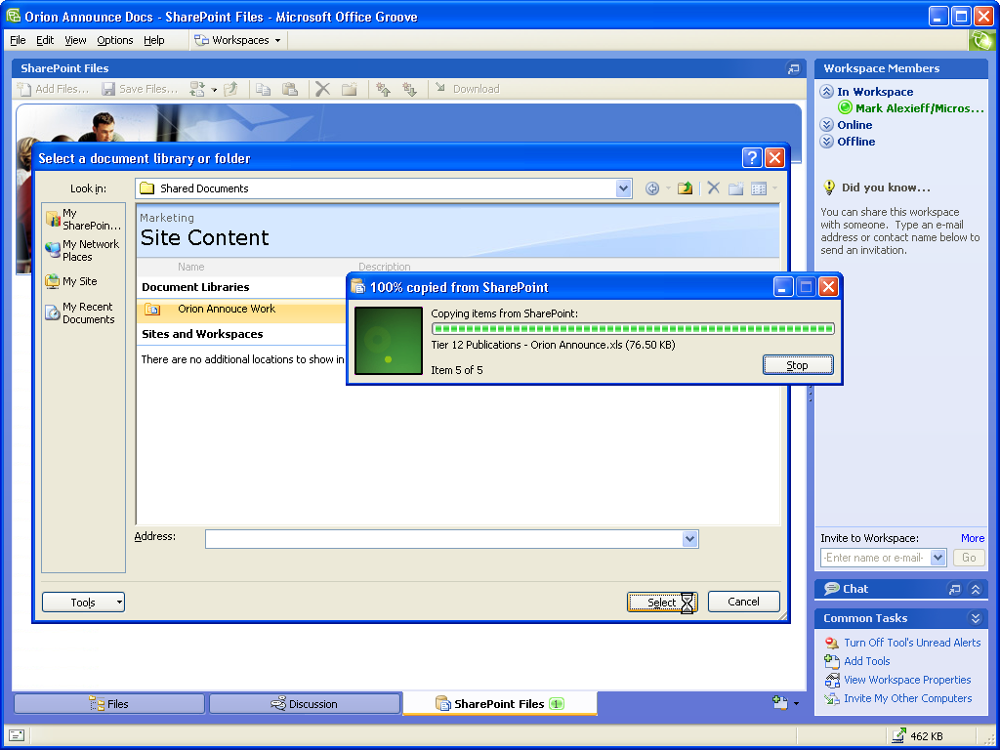 Orion Announce Docs - SharePoint Files - Microsoft Office Groove
File Edit View Options Help Workspaces
SharePoint Files
Add Files... Save Files... Download
Select a document library or folder
Look in: Shared Documents
My SharePoin...
My Network Places
My Site
My Recent Documents
Marketing
Site Content
Name Description
Document Libraries
Orion Annouce Work
Sites and Workspaces
There are no additional locations to show in
Address:
Tools
Select
Cancel
100% copied from SharePoint
Copying items from SharePoint:
Tier 12 Publications - Orion Announce.xls (76.50 KB)
Item 5 of 5
Stop
Workspace Members
In Workspace
Mark Alexieff/Micros...
Online
Offline
Did you know...
You can share this workspace
with someone. Type an e-mail
address or contact name below to
send an invitation.
Invite to Workspace: More
-Enter name or e-mail- Go
Chat
Common Tasks
Turn Off Tool's Unread Alerts
Add Tools
View Workspace Properties
Invite My Other Computers
Files
Discussion
SharePoint Files 1
462 KB